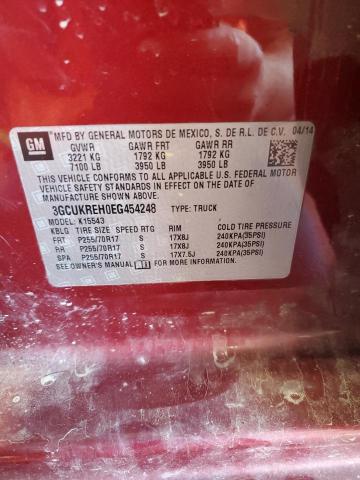 GM
MFD BY GENERAL MOTORS DE MEXICO, S. DE R.L. DE C.V. 04/14
GVWR GAWR FRT GAWR RR
3221 KG 1792 KG 1792 KG
7100 LB 3950 LB 3950 LB
THIS VEHICLE CONFORMS TO ALL APPLICABLE U.S. FEDERAL MOTOR
VEHICLE SAFETY AND THEFT PREVENTION STANDARDS IN EFFECT ON THE DATE OF
MANUFACTURE SHOWN ABOVE.
3GCUKREH0EG454248 TYPE: TRUCK
MODEL: K15543
KBLG TIRE SIZE SPEED RTG RIM COLD TIRE PRESSURE
FRT P255/70R17 S 17X8J 240KPA(35PSI)
RR P255/70R17 S 17X8J 240KPA(35PSI)
SPA P255/70R17 S 17X7.5J 240KPA(35PSI)
SEE OWNER MANUAL FOR MORE INFORMATION.